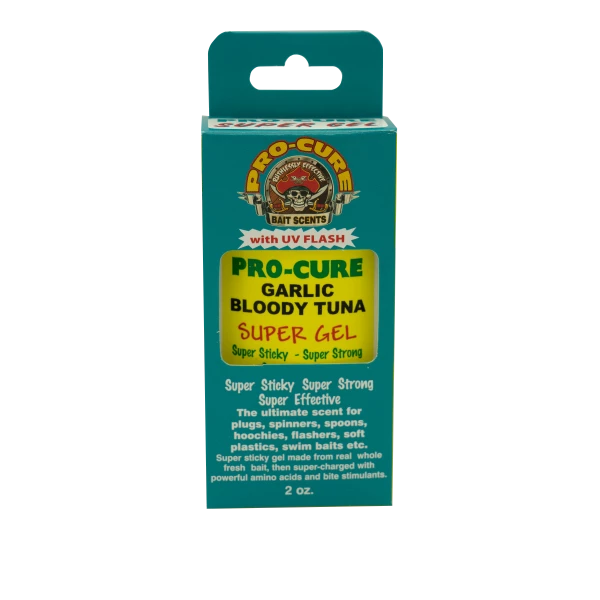 SUPER GEL
PRO-CURE
RUTHLESSLY EFFECTIVE
BAIT SCENTS
with UV FLASH
PRO-CURE
GARLIC
BLOODY TUNA
SUPER GEL
Super Sticky - Super Strong
Super Sticky Super Strong
Super Effective
The ultimate scent for
plugs, spinners, spoons,
hoochies, flashers, soft
plastics, swim baits etc.
Super sticky gel made from real whole
fresh bait, then super-charged with
powerful amino acids and bite stimulants.
2 oz.